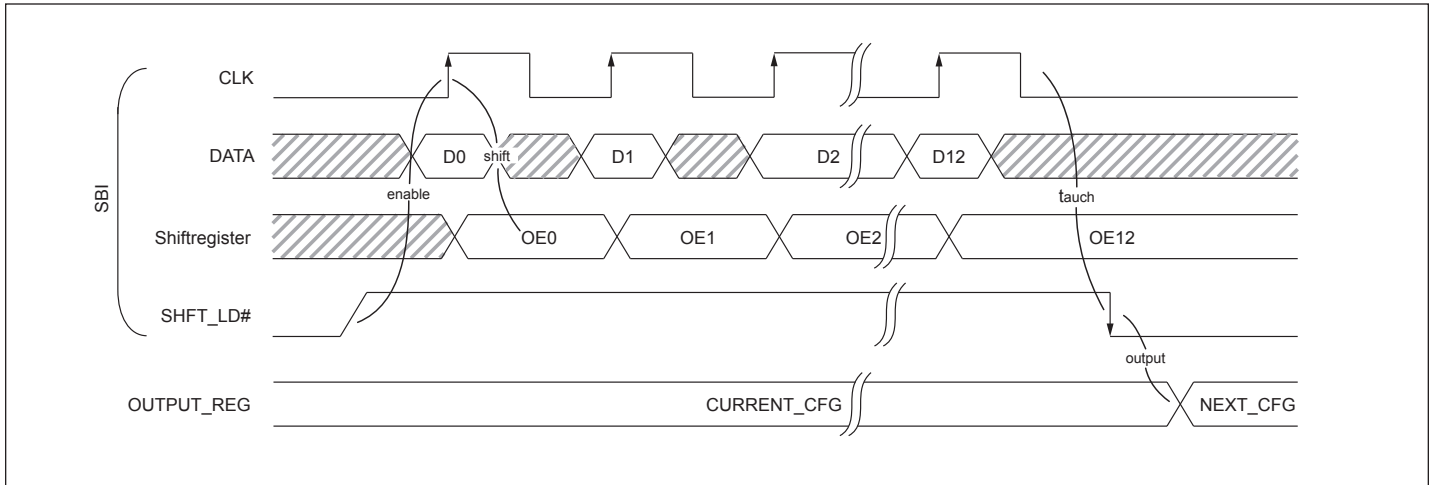 SBI
CLK
DATA D0 shift D1 D2 D12
enable tauch
Shiftregister OE0 OE1 OE2 OE12
SHFT_LD#
output
OUTPUT_REG CURRENT_CFG NEXT_CFG